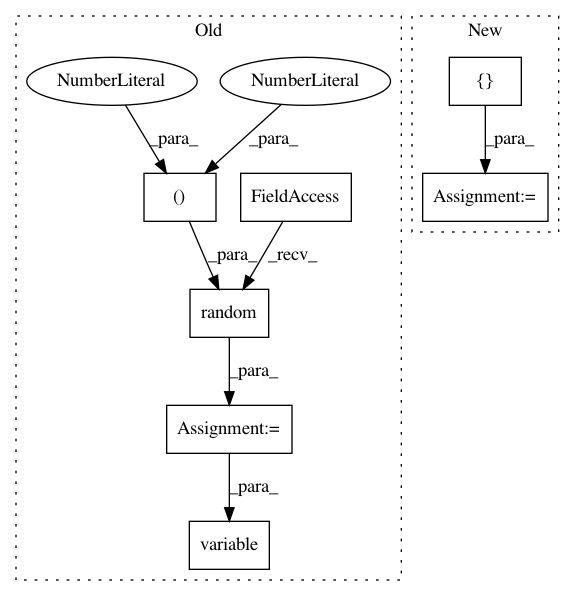 Old
New
NumberLiteral
NumberLiteral
{}
_para_
_para_
_para_
()
FieldAccess
Assignment:=
_para_
_recv_
random
_para_
Assignment:=
_para_
variable